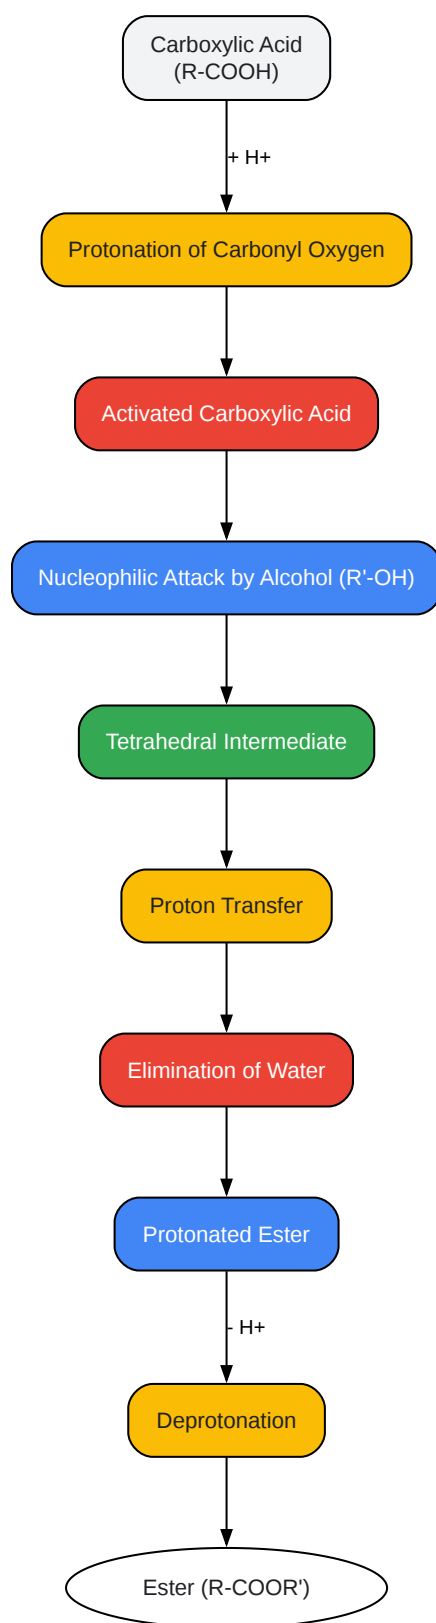 Carboxylic Acid
(R-COOH)
+ H+
Protonation of Carbonyl Oxygen
Activated Carboxylic Acid
Nucleophilic Attack by Alcohol (R'-OH)
Tetrahedral Intermediate
Proton Transfer
Elimination of Water
Protonated Ester
- H+
Deprotonation
Ester (R-COOR')